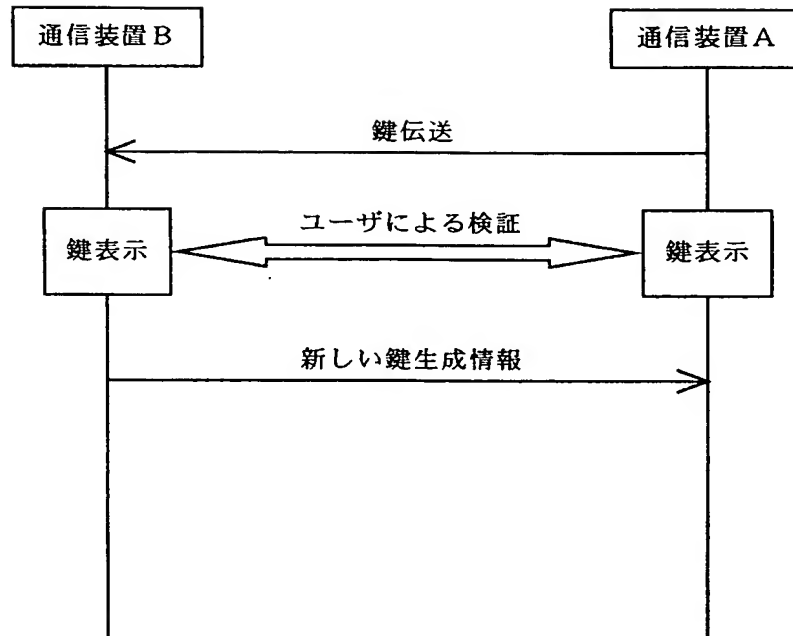 通信装置B
通信装置A
鍵伝送
ユーザによる検証
鍵表示
鍵表示
新しい鍵生成情報